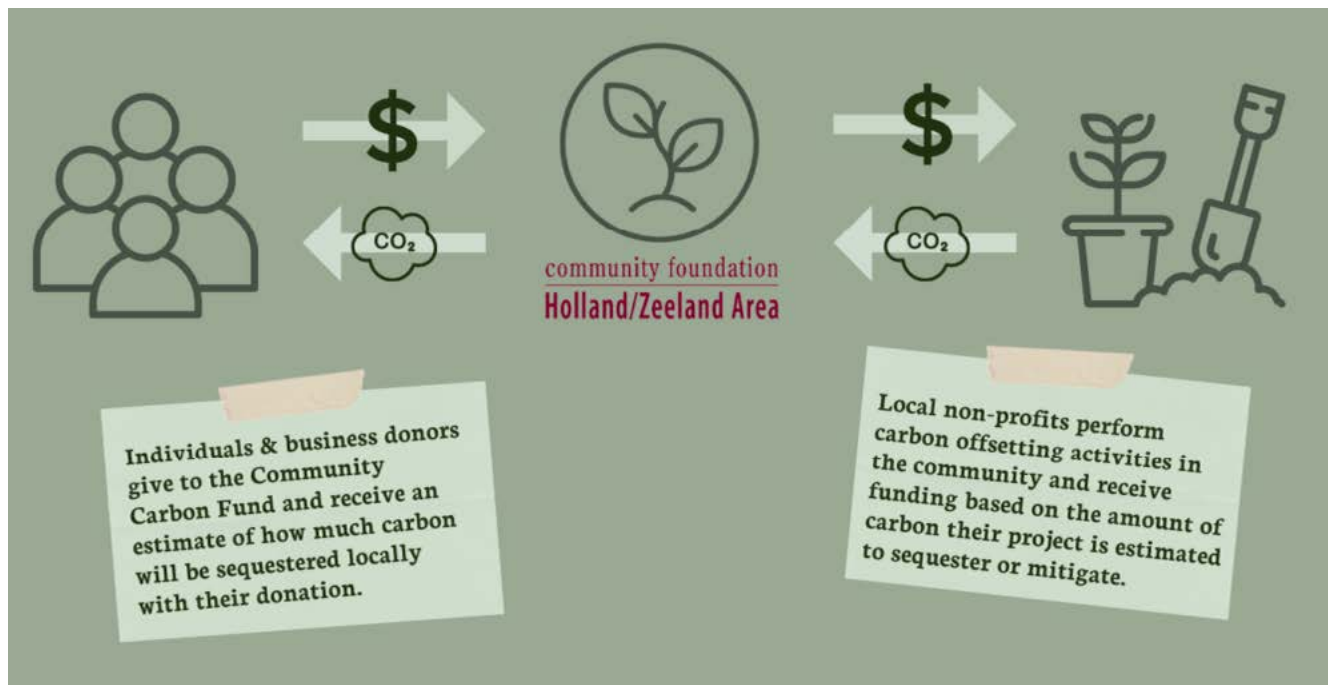 $
$
CO₂
CO₂
community foundation
Holland/Zeeland Area
Individuals & business donors
give to the Community
Carbon Fund and receive an
estimate of how much carbon
will be sequestered locally
with their donation.
Local non-profits perform
carbon offsetting activities in
the community and receive
funding based on the amount of
carbon their project is estimated
to sequester or mitigate.